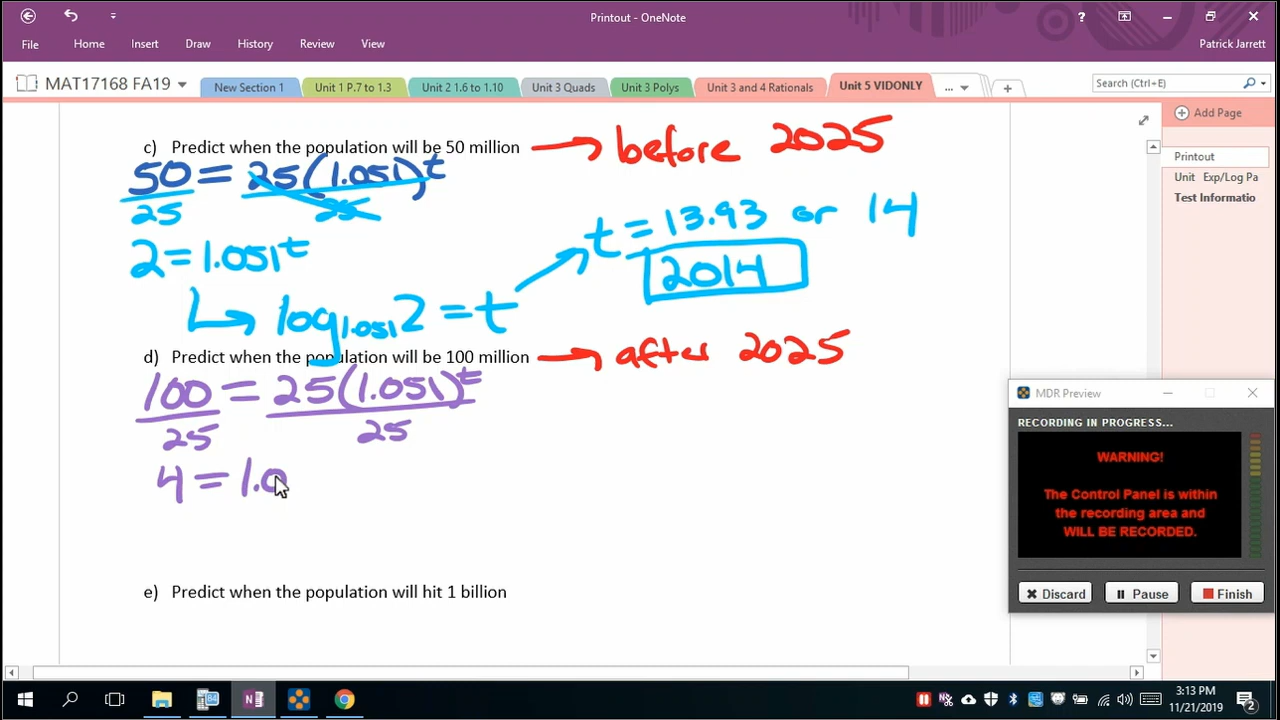 Printout - OneNote
?
File
Home
Insert
Draw
History
Review
View
Patrick Jarrett
MAT17168 FA19
New Section 1
Unit 1 P.7 to 1.3
Unit 2 1.6 to 1.10
Unit 3 Quads
Unit 3 Polys
Unit 3 and 4 Rationals
Unit 5 VIDONLY
...
+
Search (Ctrl+E)
Add Page
Printout
Unit Exp/Log Pa
Test Informatio
c) Predict when the population will be 50 million → before 2025
50 = 25(1.051)^t
25 25
2 = 1.051^t
t = 13.93 or 14
2014
↳ log_1.051 2 = t
d) Predict when the population will be 100 million → after 2025
100 = 25(1.051)^t
25 25
4 = 1.0
e) Predict when the population will hit 1 billion
MDR Preview
RECORDING IN PROGRESS...
WARNING!
The Control Panel is within
the recording area and
WILL BE RECORDED.
Discard
Pause
Finish
3:13 PM
11/21/2019
2